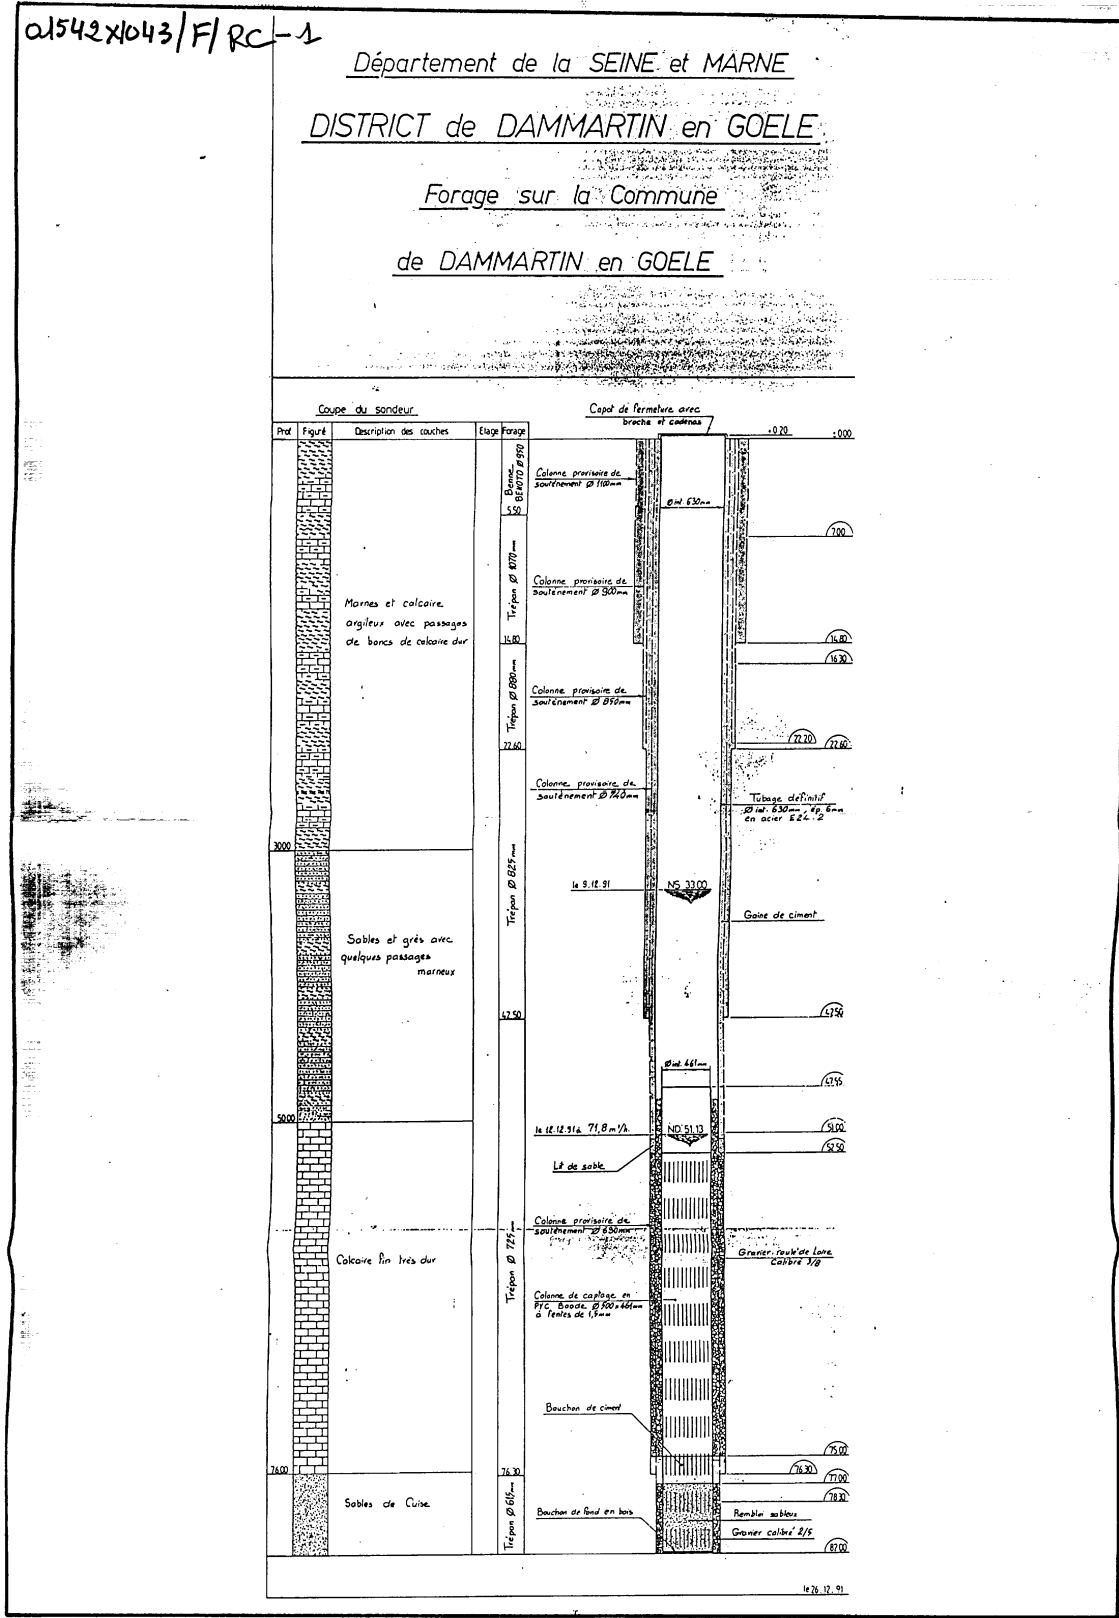 01542X1043/F/RC-1
Département de la SEINE et MARNE
DISTRICT de DAMMARTIN en GOELE
Forage sur la Commune
de DAMMARTIN en GOELE
Coupe du sondeur
Capot de fermeture avec
broche et cadenas
Prof
Figuré
Description des couches
Etage
Forage
+0.20
±000
Benne
BENOTO Ø 950
Colonne provisoire de
soutènement Ø 1100mm
Ø int. 630mm
5.50
7.00
Trépan Ø 1070mm
Colonne provisoire de
soutènement Ø 900mm
Marnes et calcaire
argileux avec passages
de bancs de calcaire dur
14.80
14.80
16.30
Trépan Ø 880mm
Colonne provisoire de
soutènement Ø 850mm
22.20
22.60
22.60
Colonne provisoire de
soutènement Ø 740mm
Tubage définitif
Ø int. 630mm, ép. 6mm
en acier E24.2
30.00
Trépan Ø 825mm
le 9.12.91
NS 33.00
Gaine de ciment
Sables et grès avec
quelques passages
marneux
42.50
42.50
Ø int. 461mm
47.55
50.00
le 12.12.91 à 71,8 m³/h.
ND 51.13
51.00
52.50
Lit de sable
Colonne provisoire de
soutènement Ø 630mm
Trépan Ø 725mm
Gravier roulé de Loire
Calibré 3/8
Calcaire fin très dur
Colonne de captage en
PVC Boode Ø 500x461mm
à fentes de 1,5mm
Bouchon de ciment
75.00
76.00
76.30
76.30
77.00
78.30
Sables de Cuise
Trépan Ø 615mm
Bouchon de fond en bois
Remblai sableux
Gravier calibré 2/5
82.00
le 26.12.91